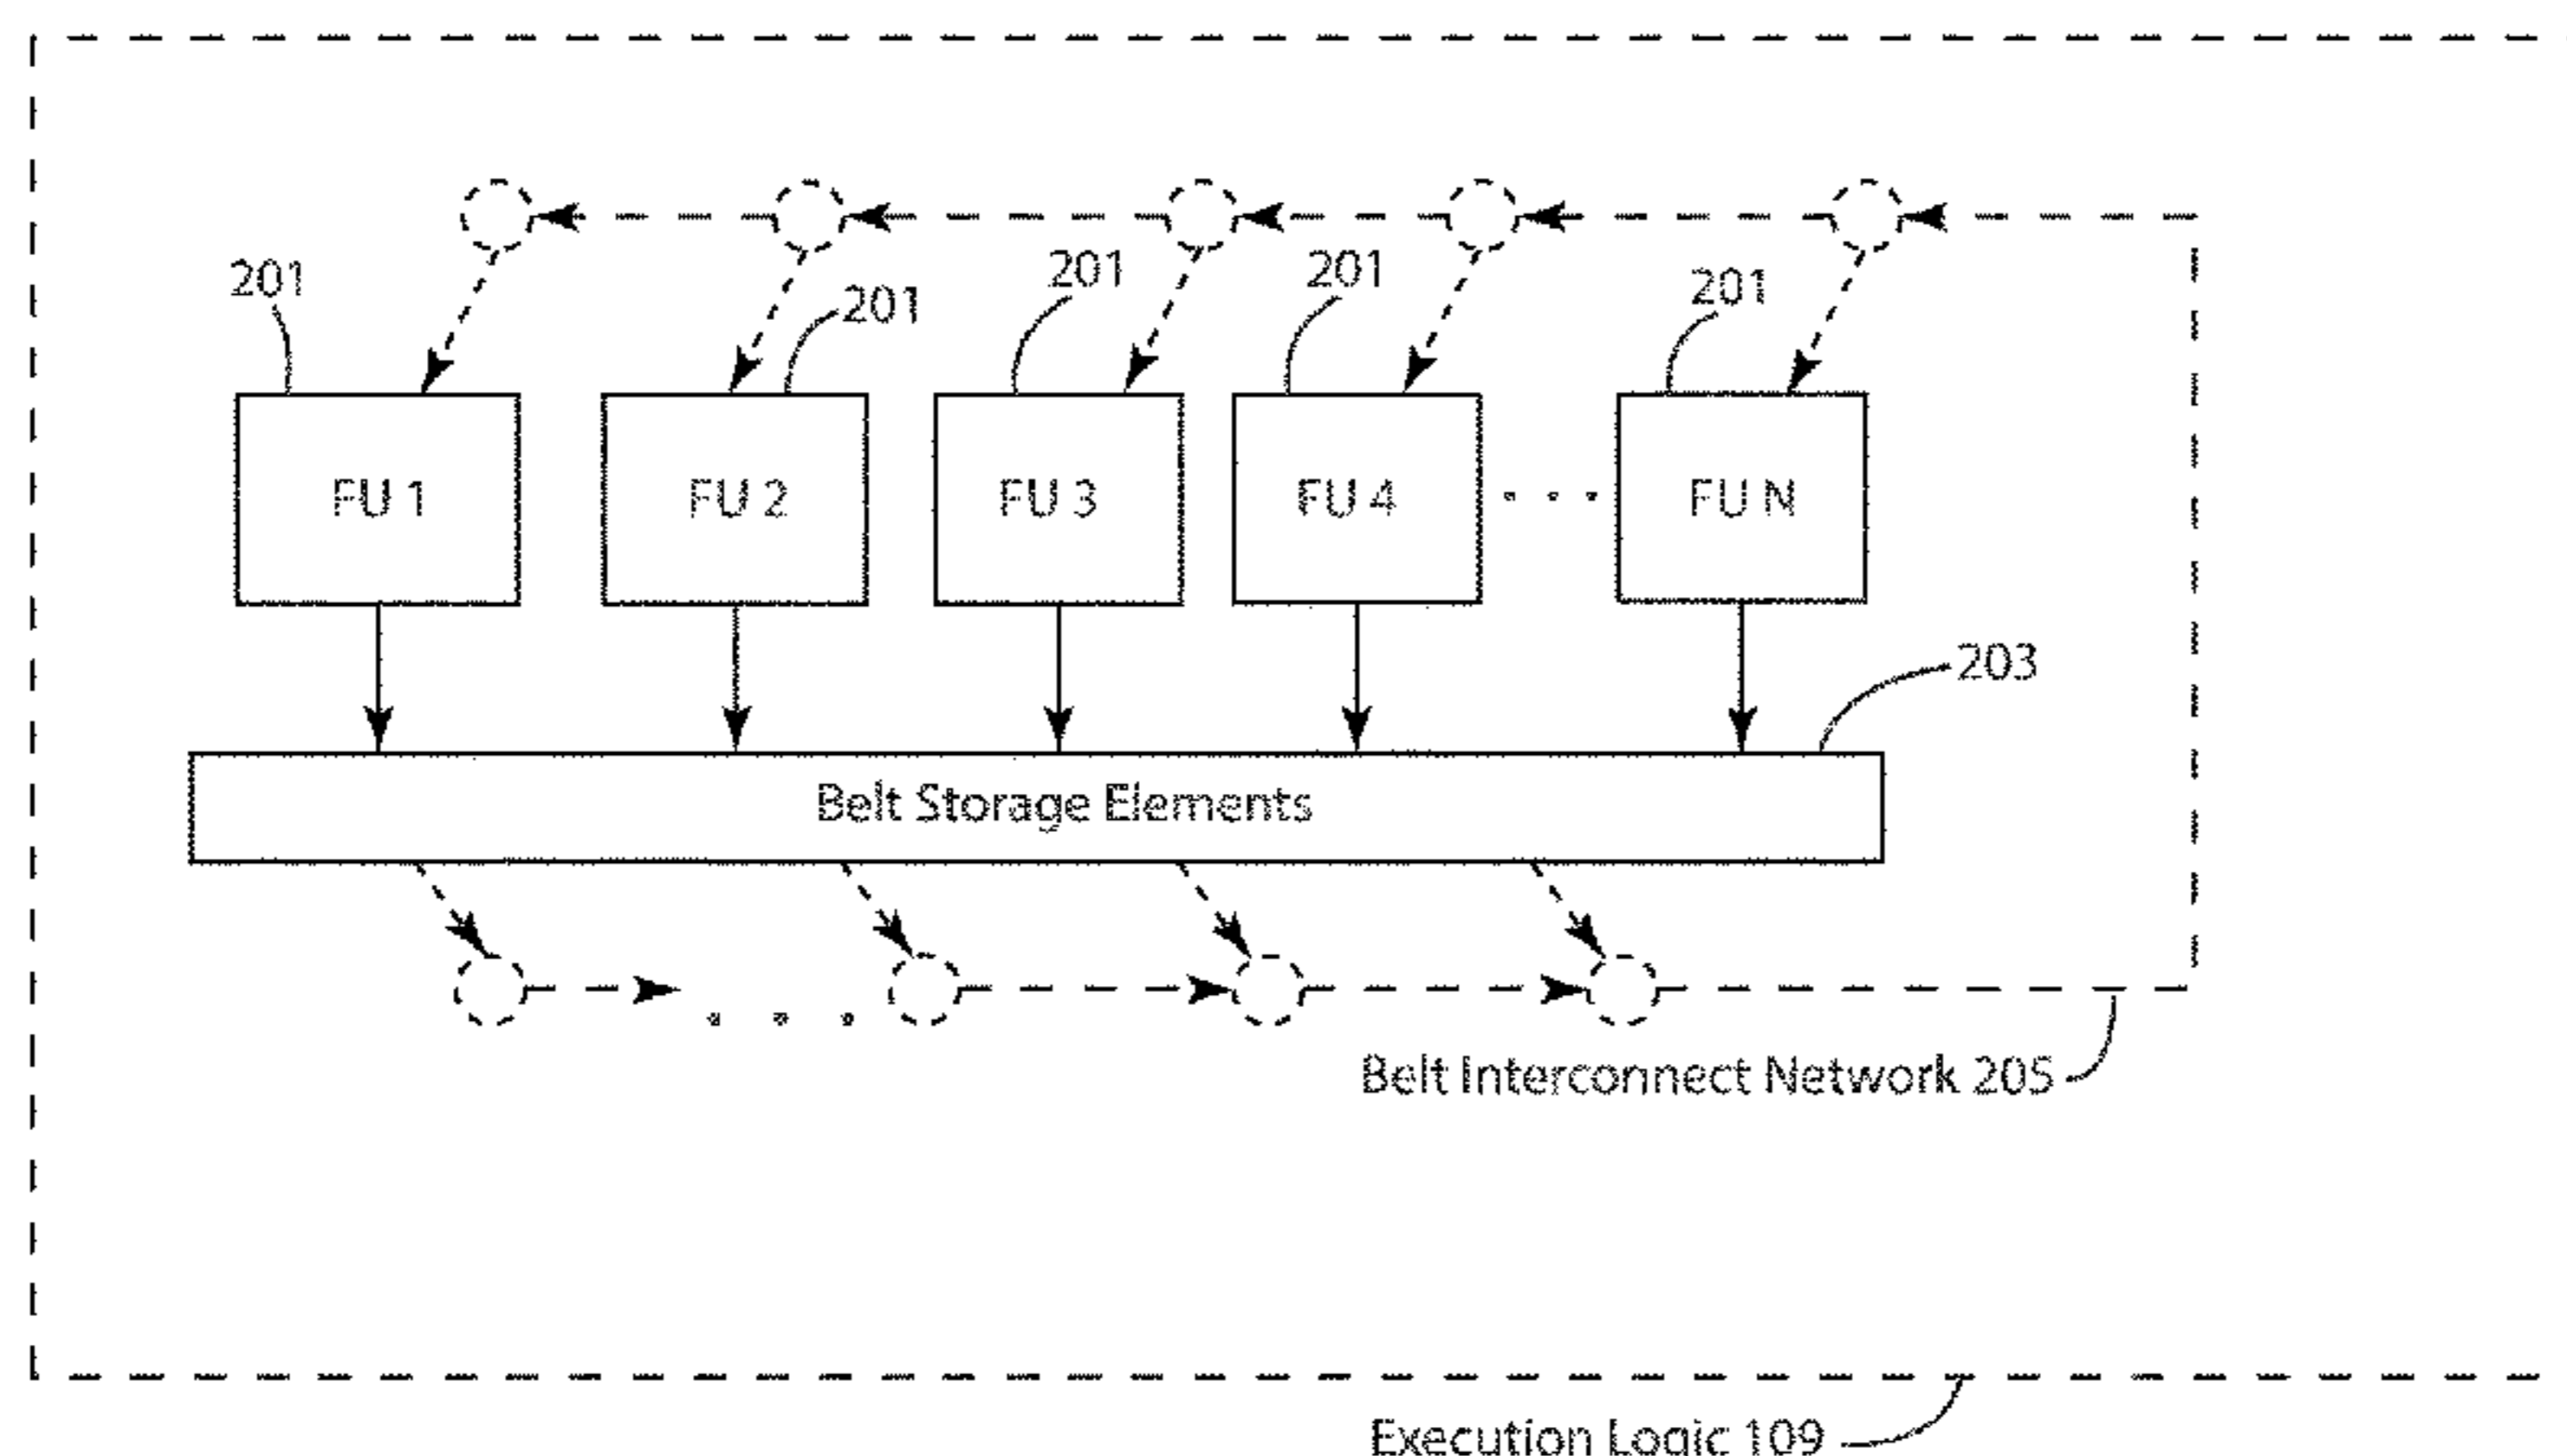 201
201
201
201
201
FU 1
FU 2
FU 3
FU 4
FU N
203
Belt Storage Elements
Belt Interconnect Network 205
Execution Logic 109